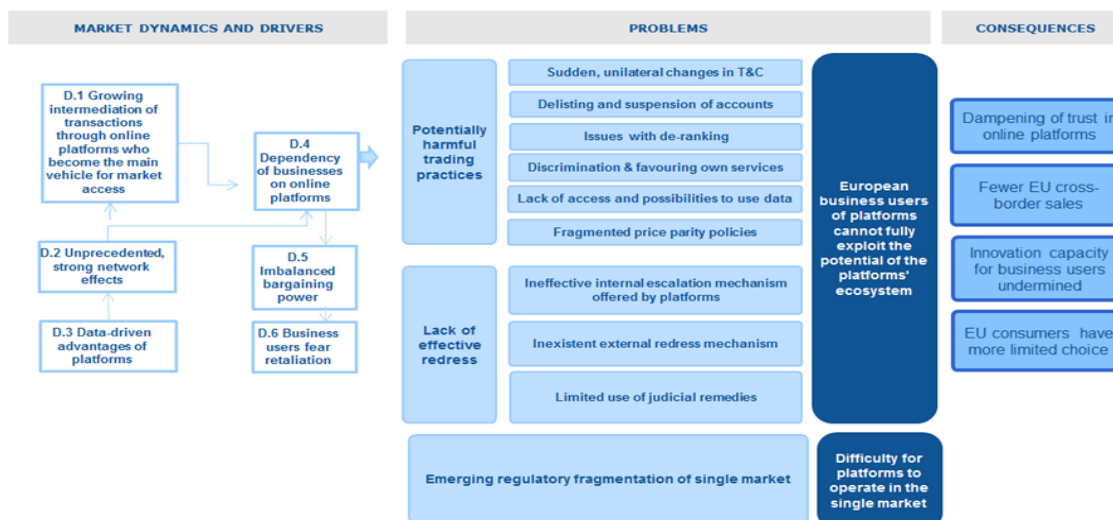 MARKET DYNAMICS AND DRIVERS
D.1 Growing
intermediation of
transactions
through online
platforms who
become the main
vehicle for market
access
D.2 Unprecedented,
strong network
effects
D.3 Data-driven
advantages of
platforms
D.4
Dependency
of businesses
on online
platforms
D.5
Imbalanced
bargaining
power
D.6 Business
users fear
retaliation
PROBLEMS
Potentially
harmful
trading
practices
Sudden, unilateral changes in T&C
Delisting and suspension of accounts
Issues with de-ranking
Discrimination & favouring own services
Lack of access and possibilities to use data
Fragmented price parity policies
Lack of
effective
redress
Ineffective internal escalation mechanism
offered by platforms
Inexistent external redress mechanism
Limited use of judicial remedies
Emerging regulatory fragmentation of single market
European
business users
of platforms
cannot fully
exploit the
potential of the
platforms'
ecosystem
Difficulty for
platforms to
operate in the
single market
CONSEQUENCES
Dampening of trust in
online platforms
Fewer EU cross-
border sales
Innovation capacity
for business users
undermined
EU consumers have
more limited choice